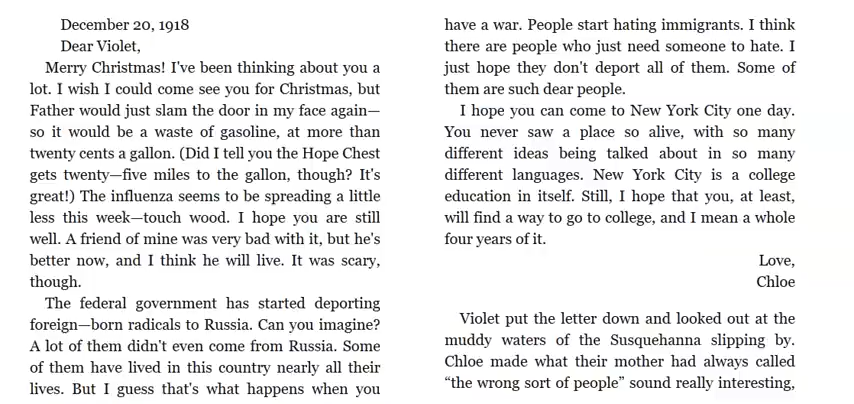 December 20, 1918
Dear Violet,
Merry Christmas! I've been thinking about you a
lot. I wish I could come see you for Christmas, but
Father would just slam the door in my face again—
so it would be a waste of gasoline, at more than
twenty cents a gallon. (Did I tell you the Hope Chest
gets twenty—five miles to the gallon, though? It's
great!) The influenza seems to be spreading a little
less this week—touch wood. I hope you are still
well. A friend of mine was very bad with it, but he's
better now, and I think he will live. It was scary,
though.
The federal government has started deporting
foreign—born radicals to Russia. Can you imagine?
A lot of them didn't even come from Russia. Some
of them have lived in this country nearly all their
lives. But I guess that's what happens when you
have a war. People start hating immigrants. I think
there are people who just need someone to hate. I
just hope they don't deport all of them. Some of
them are such dear people.
I hope you can come to New York City one day.
You never saw a place so alive, with so many
different ideas being talked about in so many
different languages. New York City is a college
education in itself. Still, I hope that you, at least,
will find a way to go to college, and I mean a whole
four years of it.
Love,
Chloe
Violet put the letter down and looked out at the
muddy waters of the Susquehanna slipping by.
Chloe made what their mother had always called
“the wrong sort of people” sound really interesting,